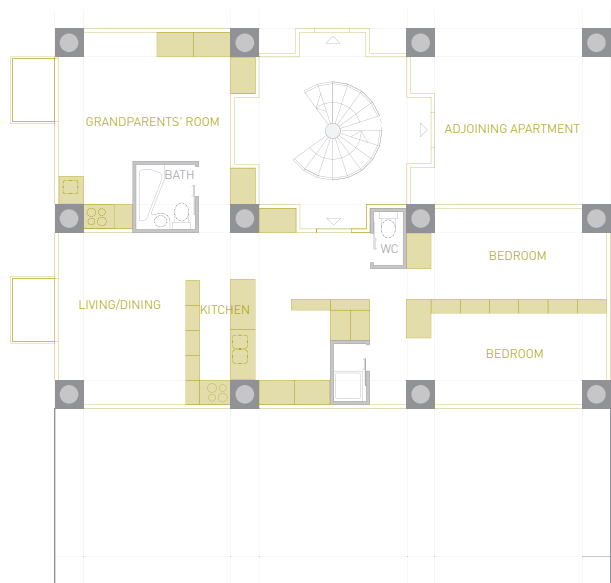 GRANDPARENTS' ROOM
ADJOINING APARTMENT
BATH
WC
BEDROOM
LIVING/DINING
KITCHEN
BEDROOM